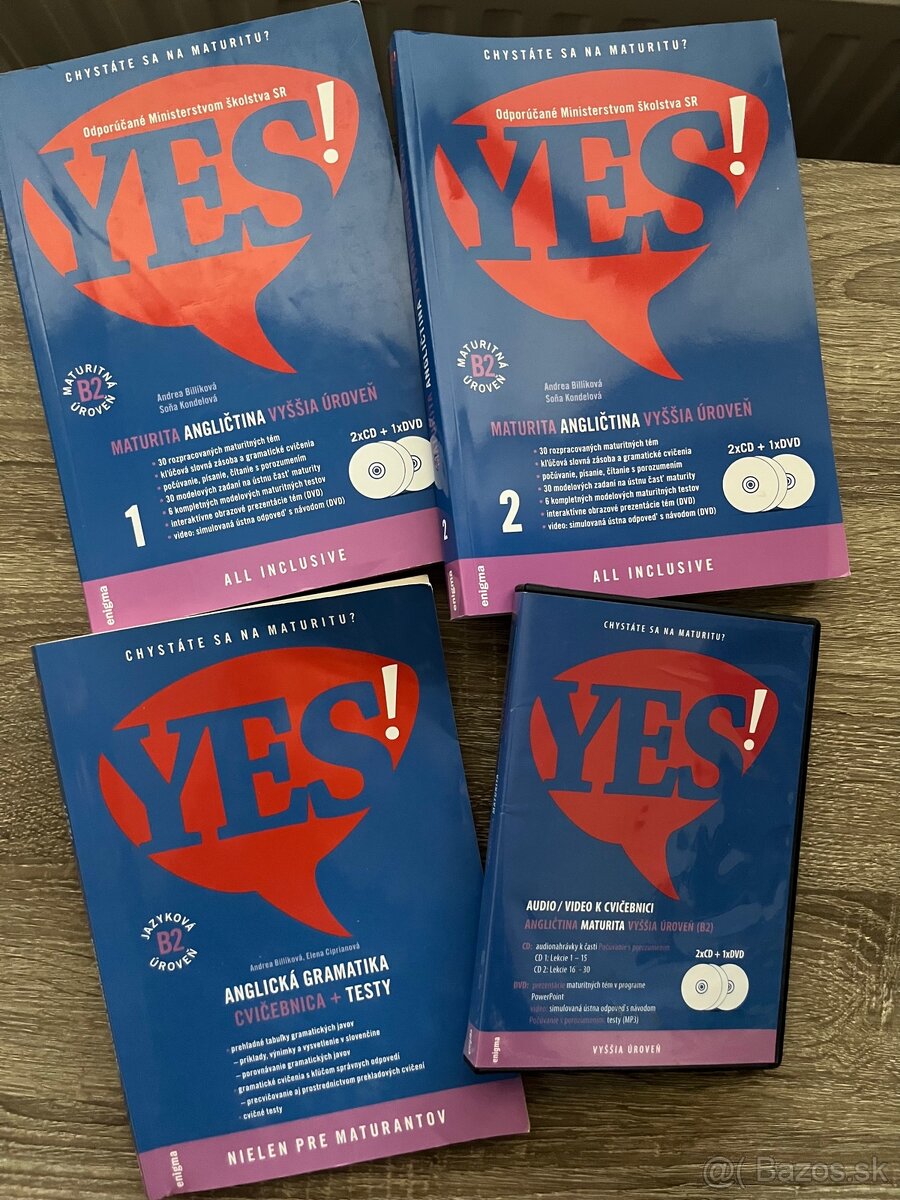 CHYSTÁTE SA NA MATURITU?
Odporúčané Ministerstvom školstva SR
YES!
MATURITNÁ
B2
ÚROVEŇ
Andrea Billíková
Soňa Kondelová
MATURITA ANGLIČTINA VYŠŠIA ÚROVEŇ
• 30 rozpracovaných maturitných tém
• kľúčová slovná zásoba a gramatické cvičenia
• počúvanie, písanie, čítanie s porozumením
• 30 modelových zadaní na ústnu časť maturity
• 6 kompletných modelových maturitných testov
• interaktívne obrazové prezentácie tém (DVD)
• video: simulovaná ústna odpoveď s návodom (DVD)
2xCD + 1xDVD
1
ALL INCLUSIVE
enigma
CHYSTÁTE SA NA MATURITU?
Odporúčané Ministerstvom školstva SR
YES!
MATURITNÁ
B2
ÚROVEŇ
Andrea Billíková
Soňa Kondelová
MATURITA ANGLIČTINA VYŠŠIA ÚROVEŇ
• 30 rozpracovaných maturitných tém
• kľúčová slovná zásoba a gramatické cvičenia
• počúvanie, písanie, čítanie s porozumením
• 30 modelových zadaní na ústnu časť maturity
• 6 kompletných modelových maturitných testov
• interaktívne obrazové prezentácie tém (DVD)
• video: simulovaná ústna odpoveď s návodom (DVD)
2xCD + 1xDVD
2
ALL INCLUSIVE
enigma
ANGLIČTINA
2
enigma
CHYSTÁTE SA NA MATURITU?
YES!
JAZYKOVÁ
B2
ÚROVEŇ
Andrea Billíková, Elena Ciprianová
ANGLICKÁ GRAMATIKA
CVIČEBNICA + TESTY
• prehľadné tabuľky gramatických javov
– príklady, výnimky a vysvetlenie v slovenčine
– porovnávanie gramatických javov
• gramatické cvičenia s kľúčom správnych odpovedí
– precvičovanie aj prostredníctvom prekladových cvičení
• cvičné testy
NIELEN PRE MATURANTOV
enigma
CHYSTÁTE SA NA MATURITU?
YES!
AUDIO / VIDEO K CVIČEBNICI
ANGLIČTINA MATURITA VYŠŠIA ÚROVEŇ (B2)
CD: audionahrávky k časti Počúvanie s porozumením
CD 1: Lekcie 1 – 15
CD 2: Lekcie 16 – 30
DVD: prezentácie maturitných tém v programe
PowerPoint
video: simulovaná ústna odpoveď s návodom
Počúvanie s porozumením: testy (MP3)
2xCD + 1xDVD
VYŠŠIA ÚROVEŇ
enigma
@( Bazos.sk